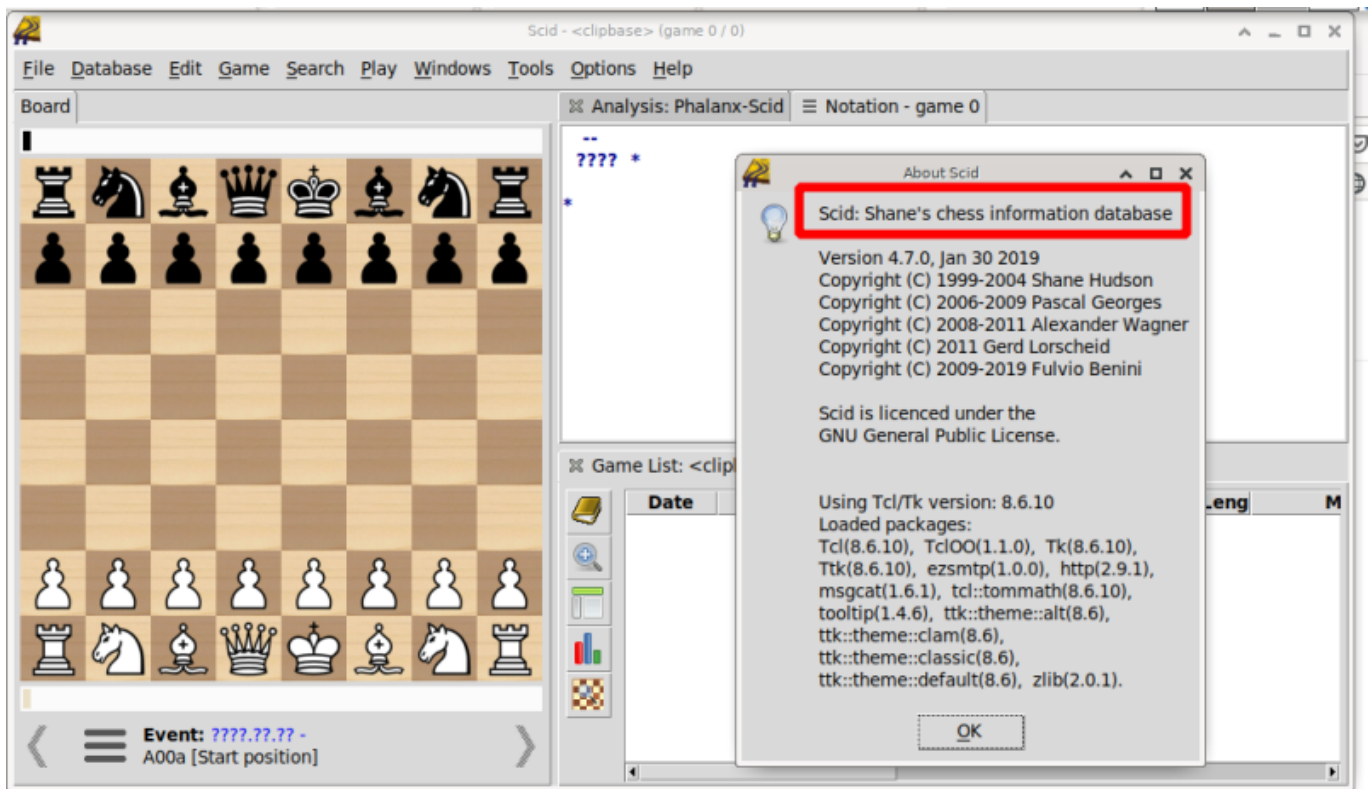 Scid - <clipbase> (game 0 / 0)
File Database Edit Game Search Play Windows Tools Options Help
Board
Analysis: Phalanx-Scid
Notation - game 0
--
???? *
*
About Scid
Scid: Shane's chess information database
Version 4.7.0, Jan 30 2019
Copyright (C) 1999-2004 Shane Hudson
Copyright (C) 2006-2009 Pascal Georges
Copyright (C) 2008-2011 Alexander Wagner
Copyright (C) 2011 Gerd Lorscheid
Copyright (C) 2009-2019 Fulvio Benini
Scid is licenced under the
GNU General Public License.
Using Tcl/Tk version: 8.6.10
Loaded packages:
Tcl(8.6.10), TclOO(1.1.0), Tk(8.6.10),
Ttk(8.6.10), ezsmtp(1.0.0), http(2.9.1),
msgcat(1.6.1), tcl::tommath(8.6.10),
tooltip(1.4.6), ttk::theme::alt(8.6),
ttk::theme::clam(8.6),
ttk::theme::classic(8.6),
ttk::theme::default(8.6), zlib(2.0.1).
OK
Game List: <clip
Date
Leng
M
Event: ????.??.?? -
A00a [Start position]